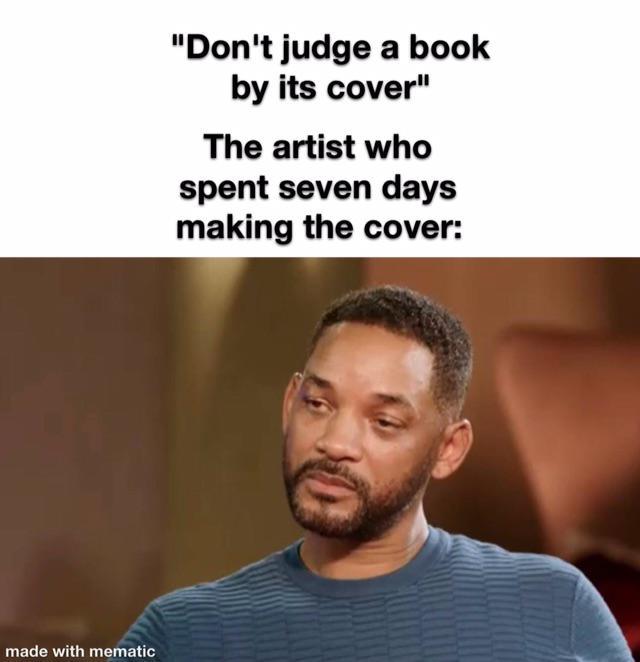 "Don't judge a book
by its cover"
The artist who
spent seven days
making the cover:
made with mematic